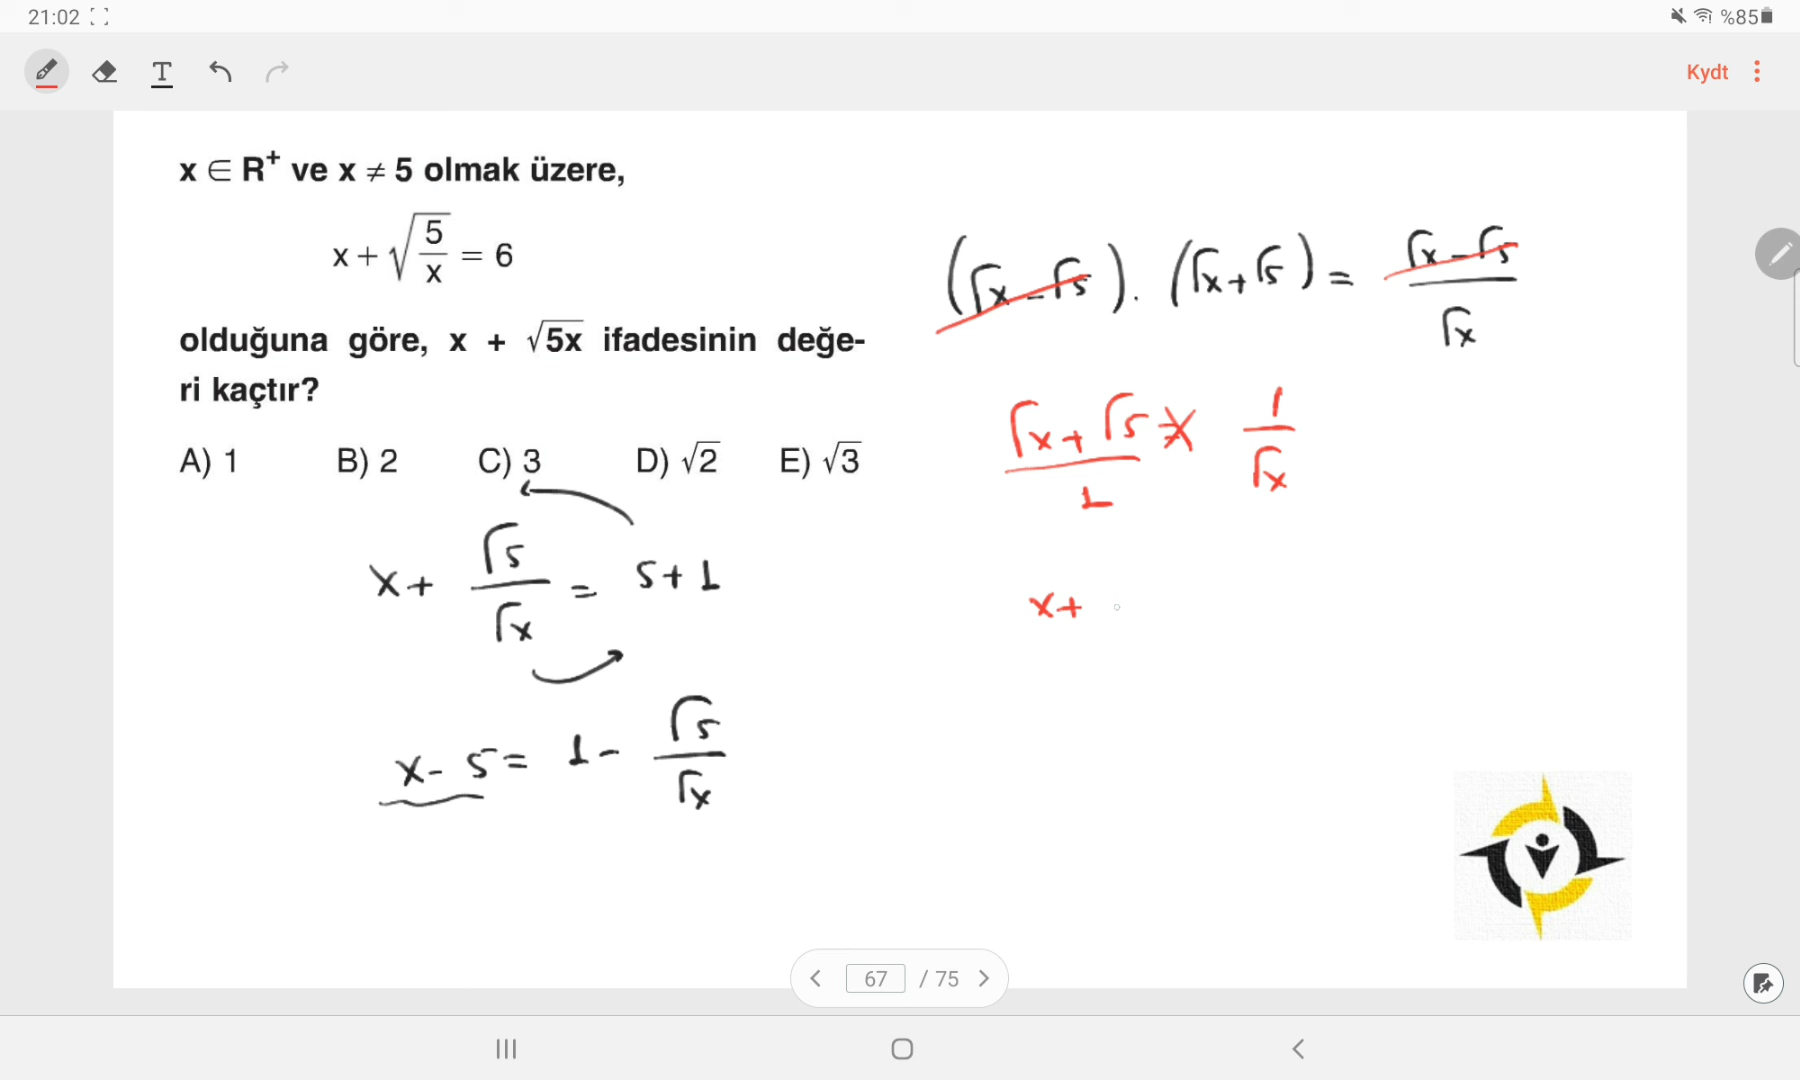 21:02
%85
T
Kydt
x ∈ R⁺ ve x ≠ 5 olmak üzere,
x + √(5/x) = 6
olduğuna göre, x + √5x ifadesinin değe-
ri kaçtır?
A) 1 B) 2 C) 3 D) √2 E) √3
x + √5/√x = 5 + 1
x - 5 = 1 - √5/√x
(√x - √5) . (√x + √5) = (√x - √5)/√x
(√x + √5)/1 = 1/√x
x +
67 / 75